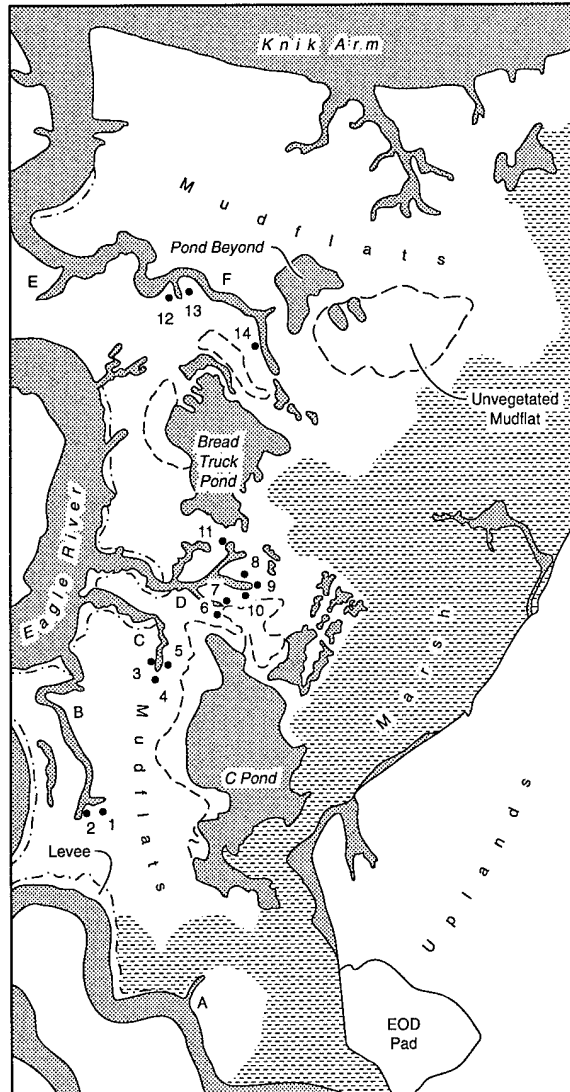 Knik Arm
Mudflats
Pond Beyond
E
F
12
13
14
Unvegetated
Mudflat
Bread
Truck
Pond
Eagle River
11
8
9
7
10
D
6
C
3
5
4
Marsh
B
Mudflats
C Pond
2
1
Levee
Uplands
A
EOD
Pad